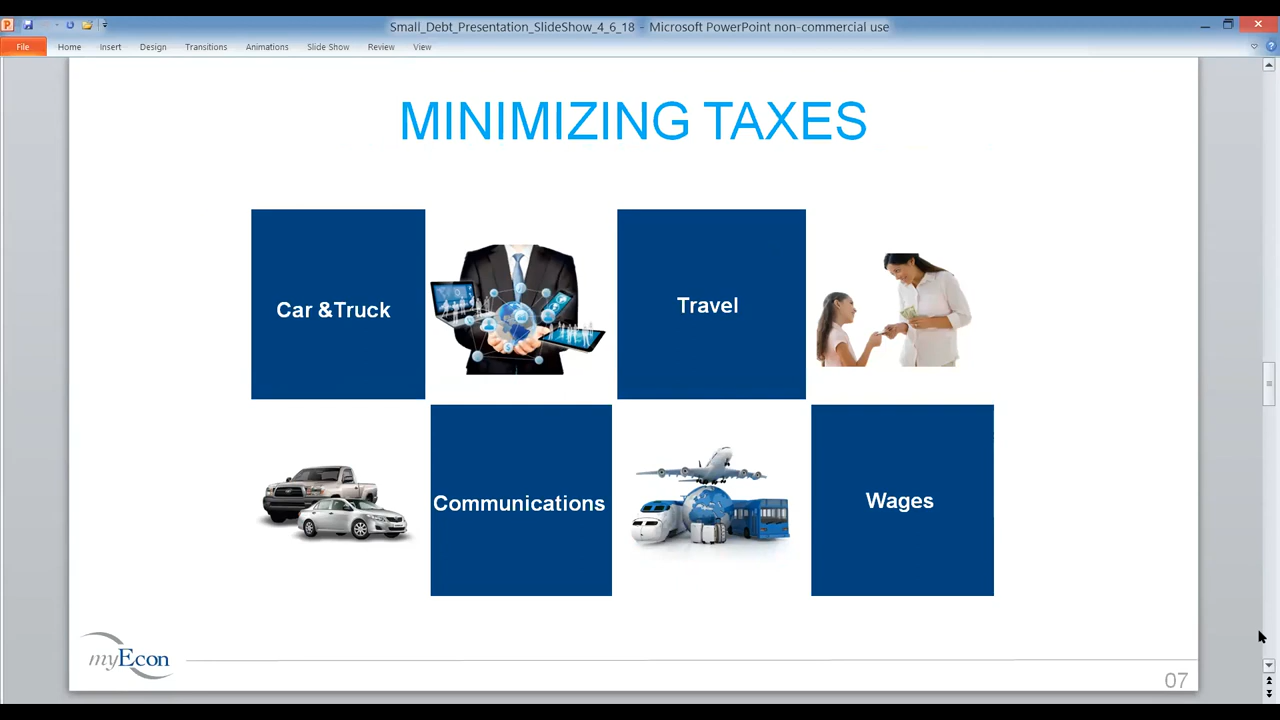 Small_Debt_Presentation_SlideShow_4_6_18 - Microsoft PowerPoint non-commercial use
File Home Insert Design Transitions Animations Slide Show Review View
MINIMIZING TAXES
Car &Truck
Travel
Communications
Wages
myEcon
07